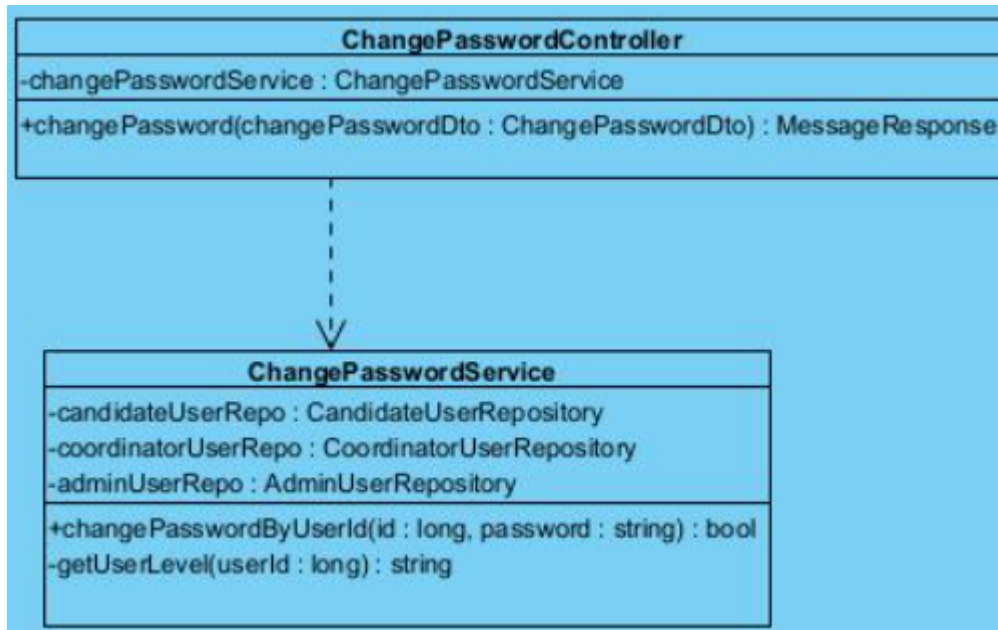 ChangePasswordController
-changePasswordService : ChangePasswordService
+changePassword(changePasswordDto : ChangePasswordDto) : MessageResponse
ChangePasswordService
-candidateUserRepo : CandidateUserRepository
-coordinatorUserRepo : CoordinatorUserRepository
-adminUserRepo : AdminUserRepository
+changePasswordByUserId(id : long, password : string) : bool
-getUserLevel(userId : long) : string